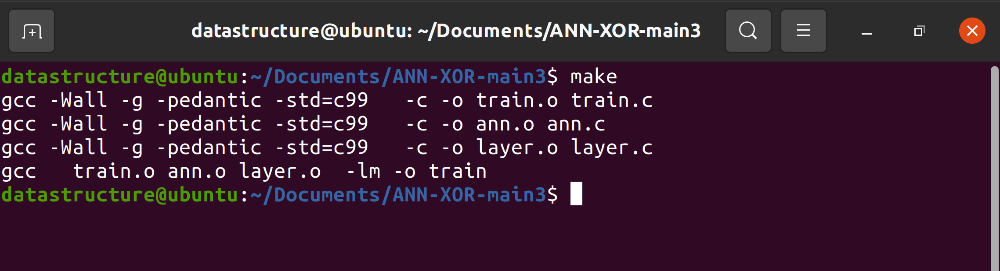 datastructure@ubuntu: ~/Documents/ANN-XOR-main3
datastructure@ubuntu:~/Documents/ANN-XOR-main3$ make
gcc -Wall -g -pedantic -std=c99   -c -o train.o train.c
gcc -Wall -g -pedantic -std=c99   -c -o ann.o ann.c
gcc -Wall -g -pedantic -std=c99   -c -o layer.o layer.c
gcc   train.o ann.o layer.o  -lm -o train
datastructure@ubuntu:~/Documents/ANN-XOR-main3$